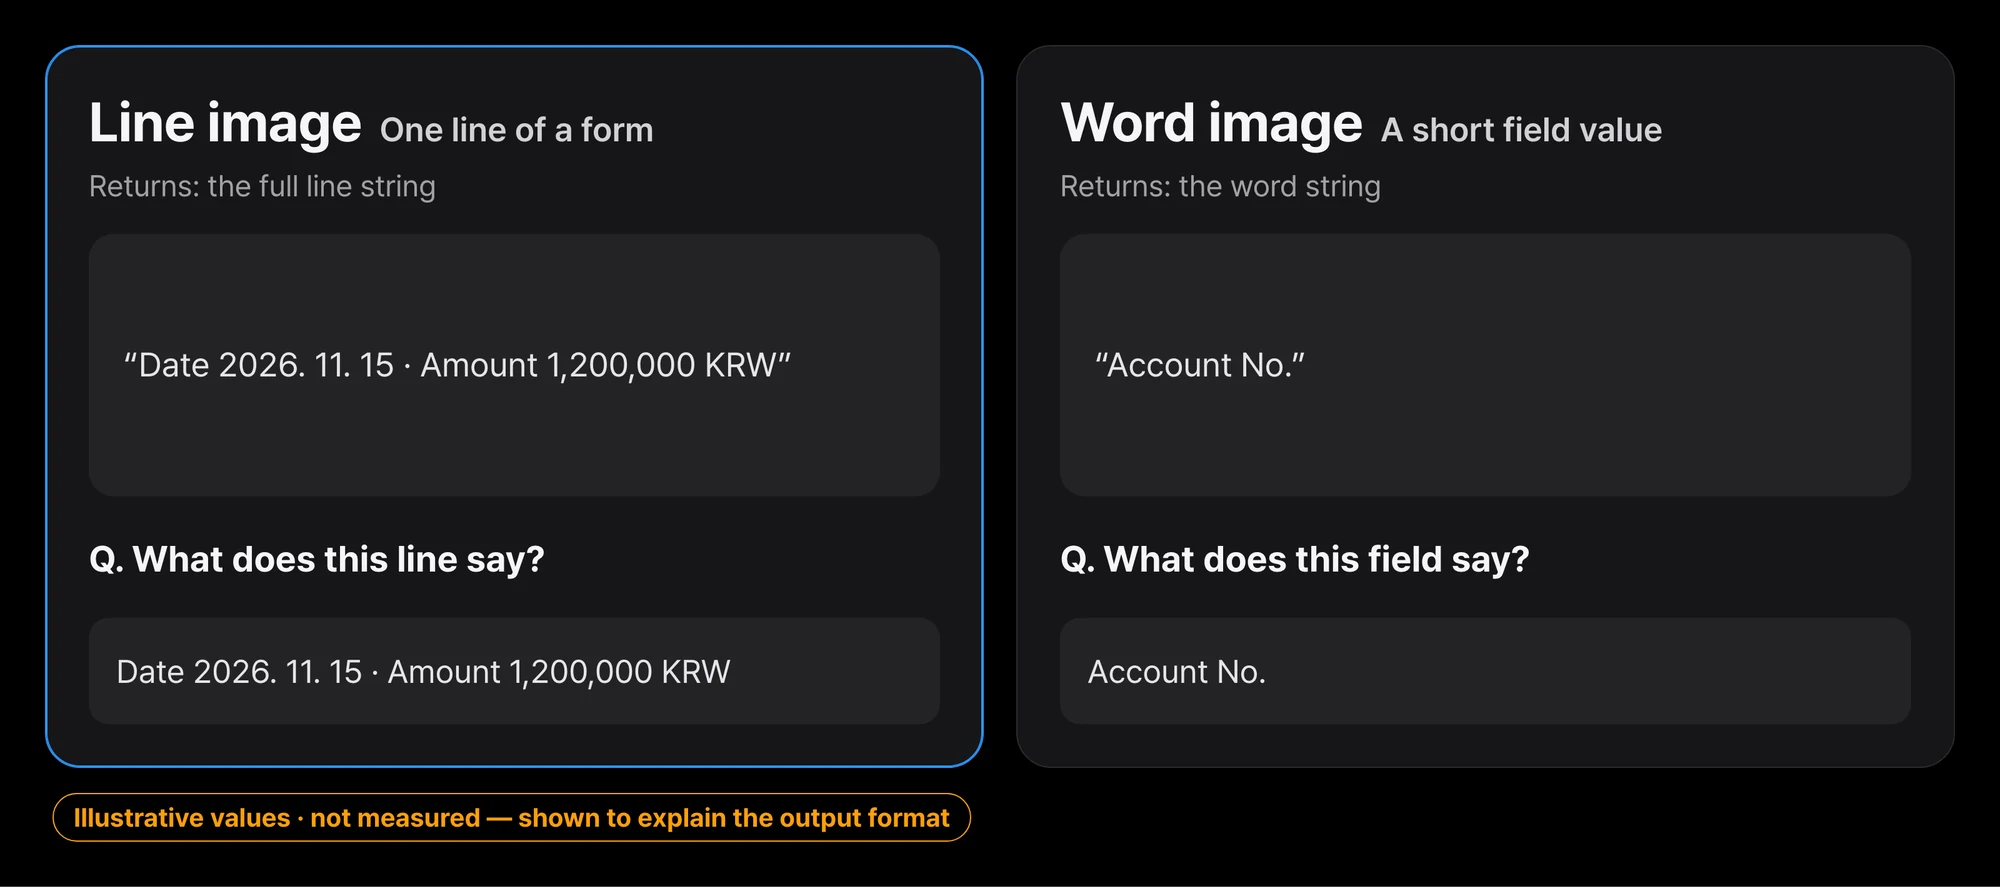 Line image One line of a form
Returns: the full line string
“Date 2026. 11. 15 · Amount 1,200,000 KRW”
Q. What does this line say?
Date 2026. 11. 15 · Amount 1,200,000 KRW
Word image A short field value
Returns: the word string
“Account No.”
Q. What does this field say?
Account No.
Illustrative values · not measured — shown to explain the output format